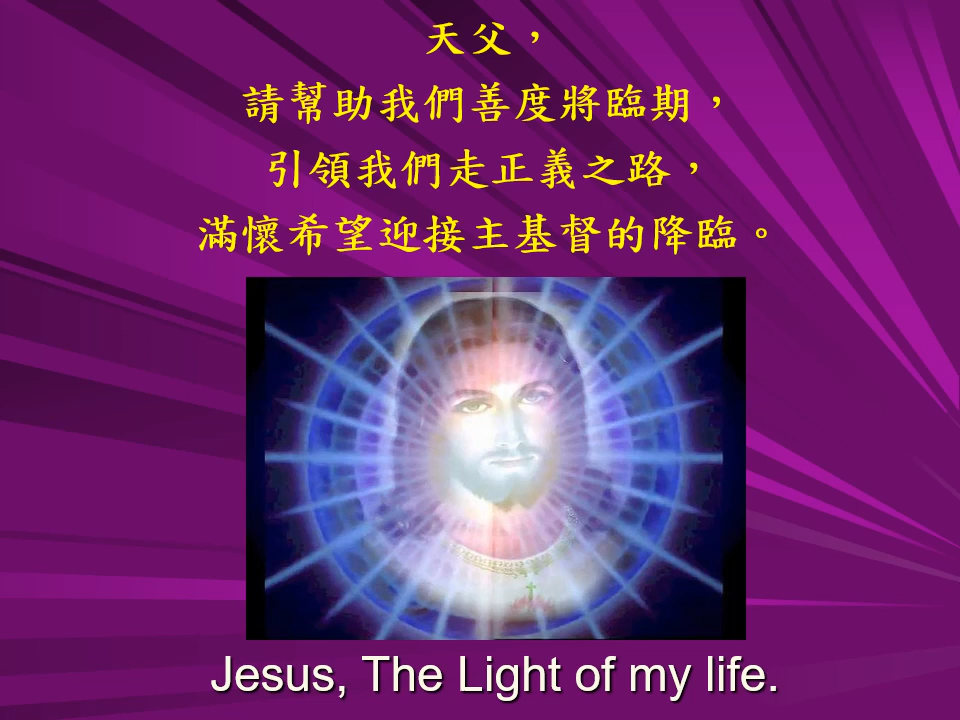 天父，
請幫助我們善度將臨期，
引領我們走正義之路，
滿懷希望迎接主基督的降臨。
Jesus, The Light of my life.